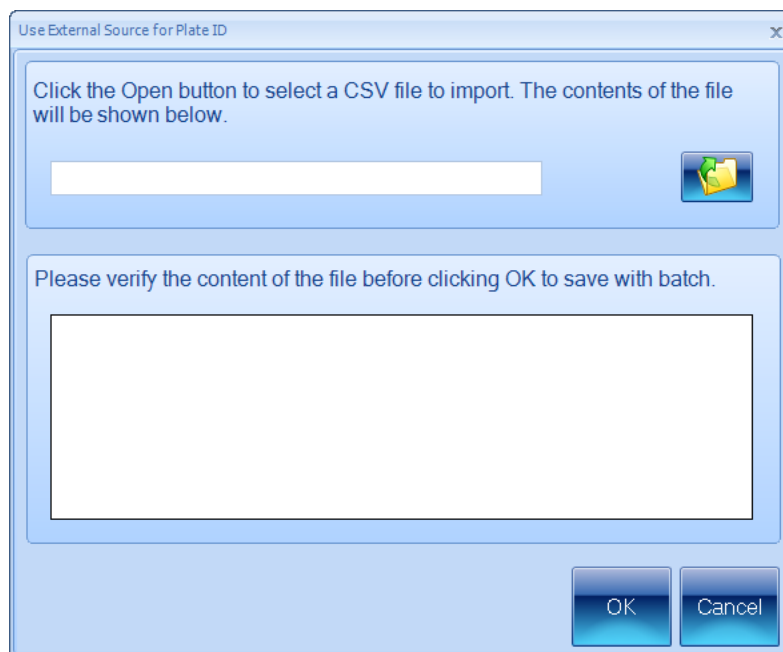 Use External Source for Plate ID
x
Click the Open button to select a CSV file to import. The contents of the file
will be shown below.
Please verify the content of the file before clicking OK to save with batch.
OK
Cancel